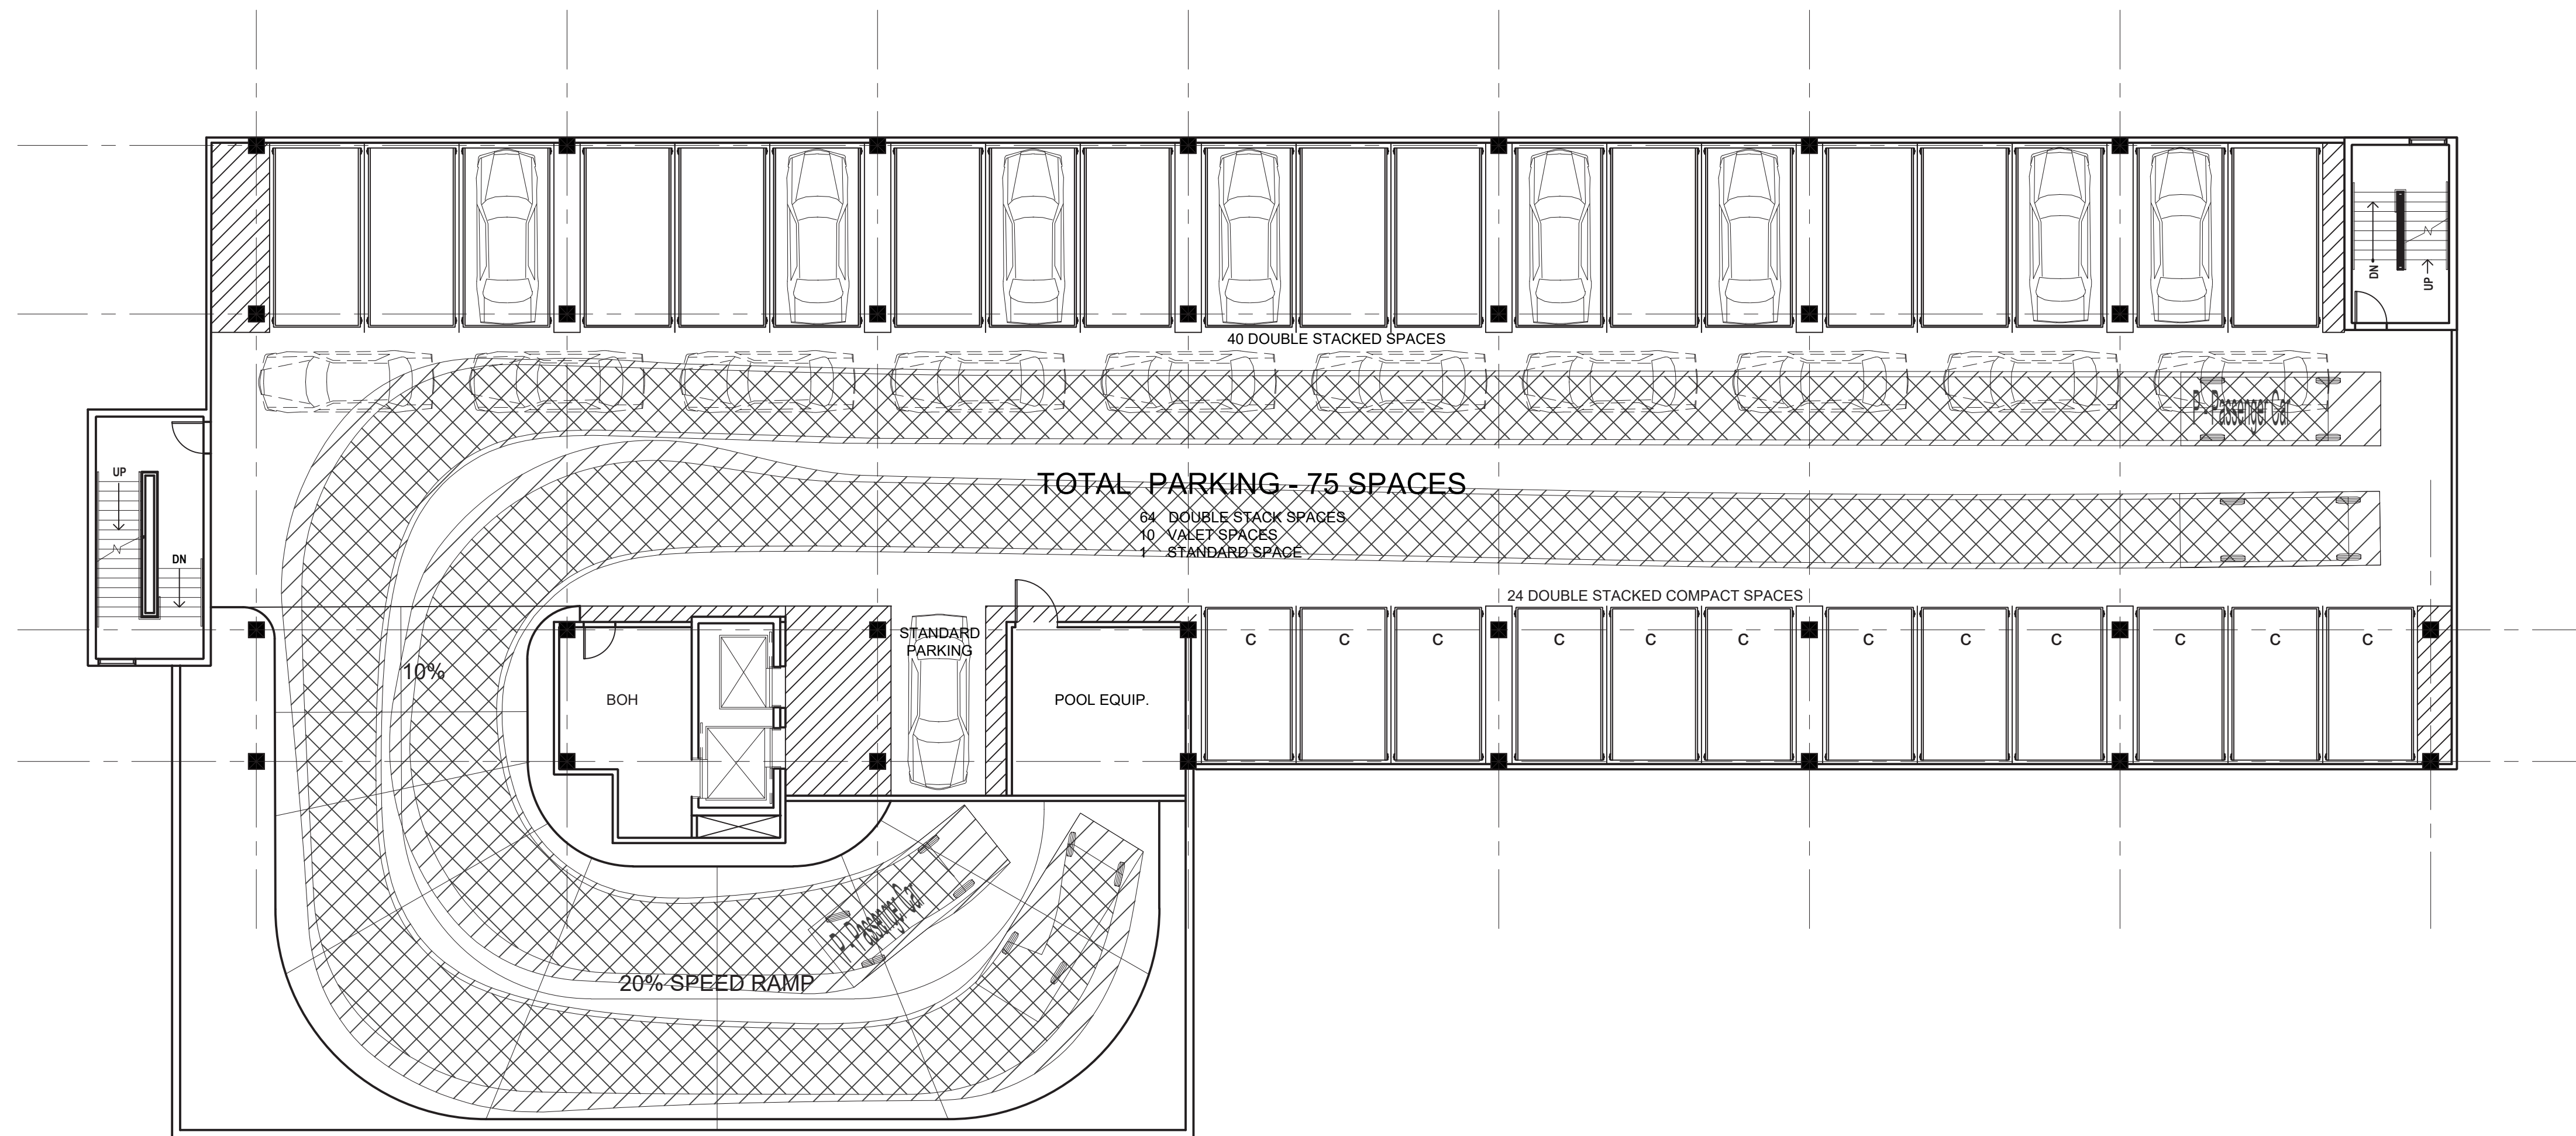 DN
UP
40 DOUBLE STACKED SPACES
P - Passenger Car
UP
TOTAL PARKING - 75 SPACES
64 DOUBLE STACK SPACES
10 VALET SPACES
1 STANDARD SPACE
DN
24 DOUBLE STACKED COMPACT SPACES
STANDARD
PARKING
C C C C C C C C C C C C
10%
BOH
POOL EQUIP.
P - Passenger Car
20% SPEED RAMP